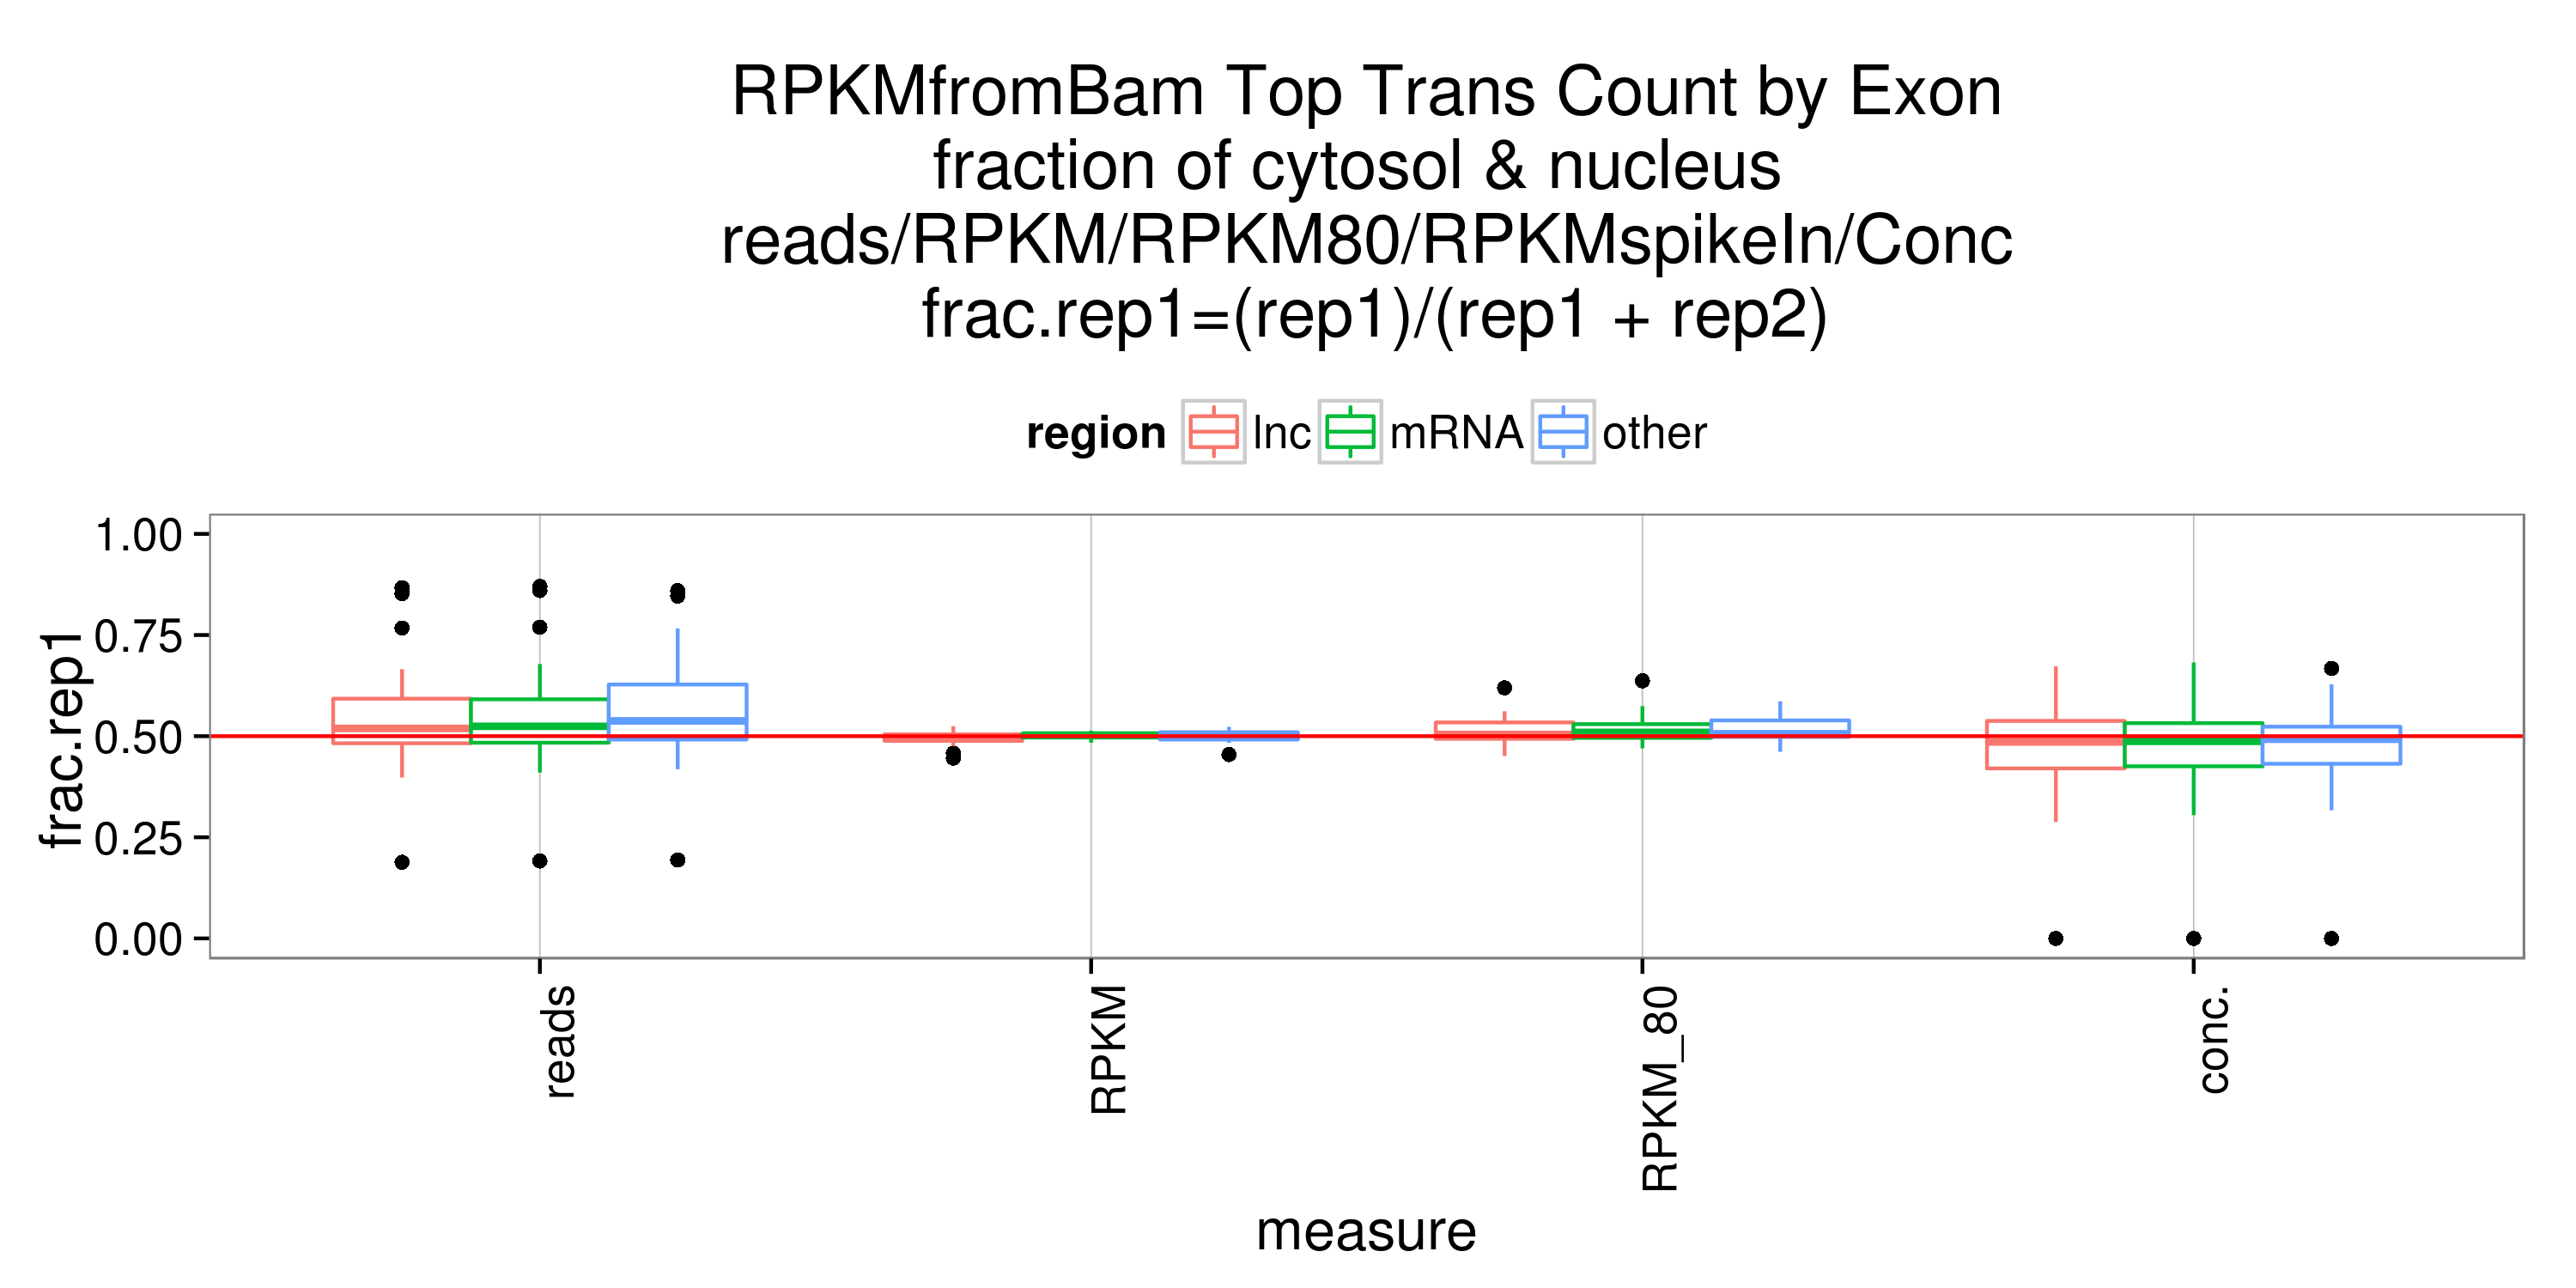 RPKMfromBam Top Trans Count by Exon
fraction of cytosol & nucleus
reads/RPKM/RPKM80/RPKMspikeIn/Conc
frac.rep1=(rep1)/(rep1 + rep2)
region lnc mRNA other
frac.rep1
1.00
0.75
0.50
0.25
0.00
reads
RPKM
RPKM_80
conc.
measure